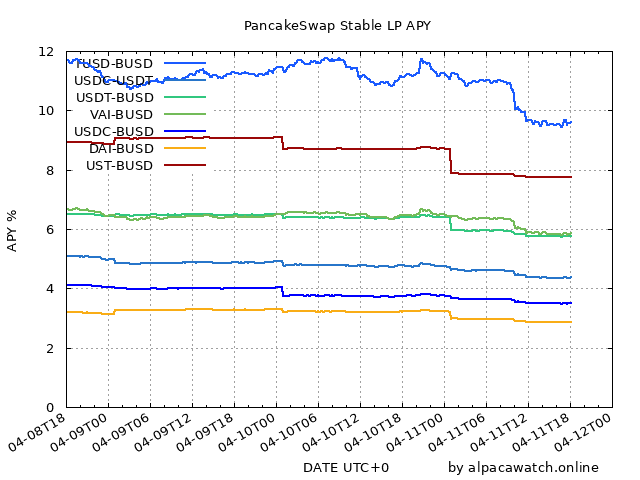 PancakeSwap Stable LP APY
12
10
8
6
4
2
0
APY %
TUSD-BUSD
USDC-USDT
USDT-BUSD
VAI-BUSD
USDC-BUSD
DAI-BUSD
UST-BUSD
04-08T18
04-09T00
04-09T06
04-09T12
04-09T18
04-10T00
04-10T06
04-10T12
04-10T18
04-11T00
04-11T06
04-11T12
04-11T18
04-12T00
DATE UTC+0
by alpacawatch.online